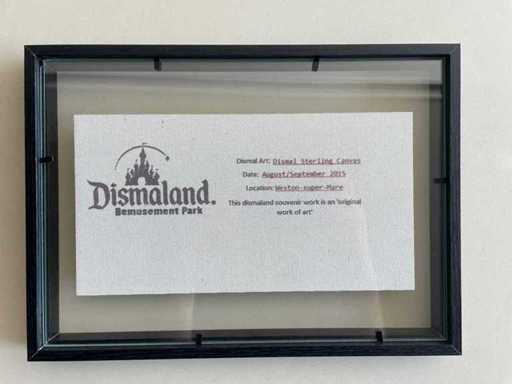 Dismaland.
Bemusement Park
Dismal Art: Dismal Sterling Canvas
Date: August/September 2015
Location: Weston-super-Mare
This dismaland souvenir work is an 'original
work of art'